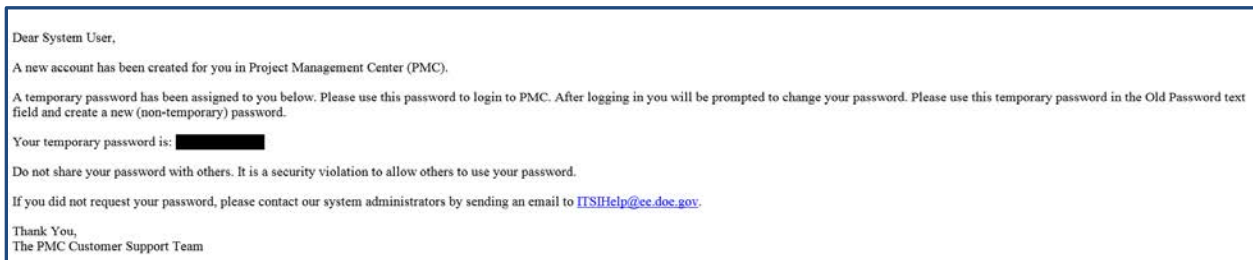 Dear System User,
A new account has been created for you in Project Management Center (PMC).
A temporary password has been assigned to you below. Please use this password to login to PMC. After logging in you will be prompted to change your password. Please use this temporary password in the Old Password text
field and create a new (non-temporary) password.
Your temporary password is:
Do not share your password with others. It is a security violation to allow others to use your password.
If you did not request your password, please contact our system administrators by sending an email to ITSIHelp@ee.doe.gov.
Thank You,
The PMC Customer Support Team